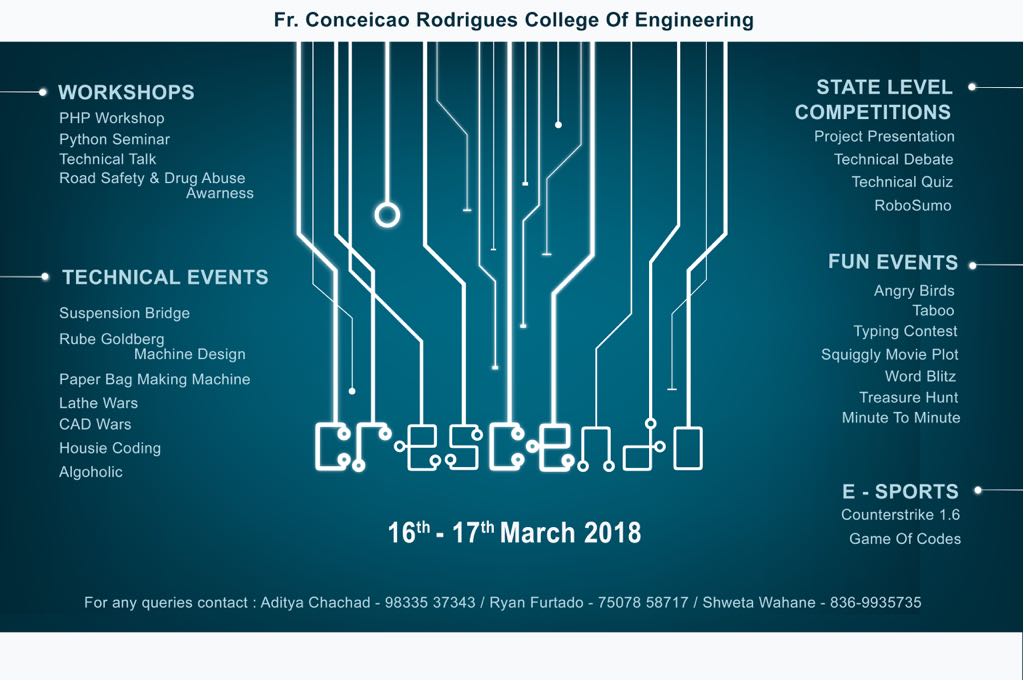 Fr. Conceicao Rodrigues College Of Engineering
WORKSHOPS
PHP Workshop
Python Seminar
Technical Talk
Road Safety & Drug Abuse
Awarness
TECHNICAL EVENTS
Suspension Bridge
Rube Goldberg
Machine Design
Paper Bag Making Machine
Lathe Wars
CAD Wars
Housie Coding
Algoholic
STATE LEVEL
COMPETITIONS
Project Presentation
Technical Debate
Technical Quiz
RoboSumo
FUN EVENTS
Angry Birds
Taboo
Typing Contest
Squiggly Movie Plot
Word Blitz
Treasure Hunt
Minute To Minute
E - SPORTS
Counterstrike 1.6
Game Of Codes
crescendo
16th - 17th March 2018
For any queries contact : Aditya Chachad - 98335 37343 / Ryan Furtado - 75078 58717 / Shweta Wahane - 836-9935735